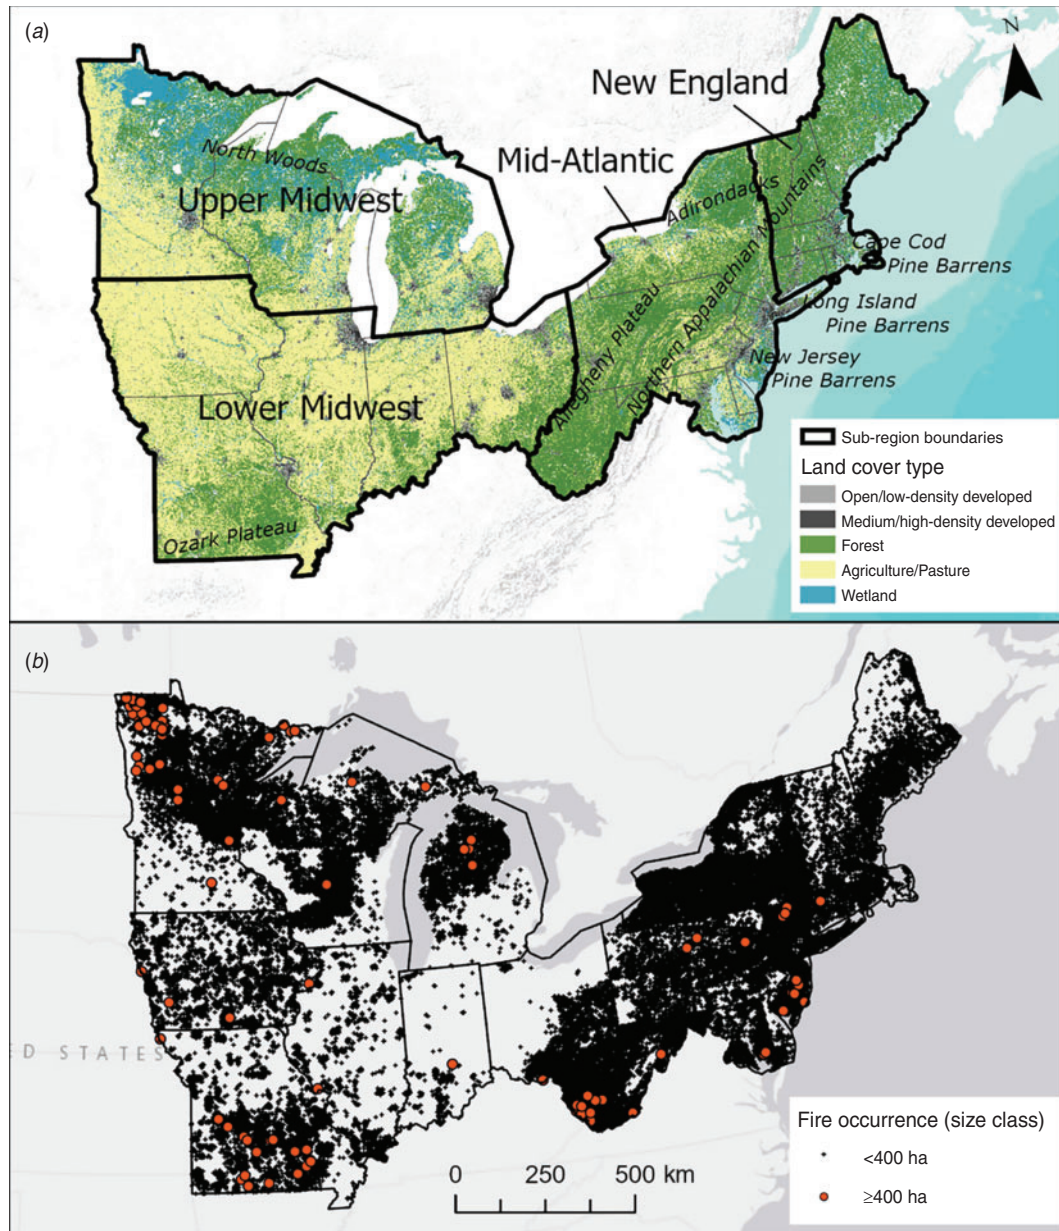 (a)
N
New England
Mid-Atlantic
North Woods
Upper Midwest
Adirondacks
Cape Cod
Pine Barrens
Long Island
Pine Barrens
Allegheny Plateau
Northern Appalachian Mountains
New Jersey
Pine Barrens
Lower Midwest
Ozark Plateau
Sub-region boundaries
Land cover type
Open/low-density developed
Medium/high-density developed
Forest
Agriculture/Pasture
Wetland
(b)
ED STATES
Fire occurrence (size class)
<400 ha
≥400 ha
0 250 500 km